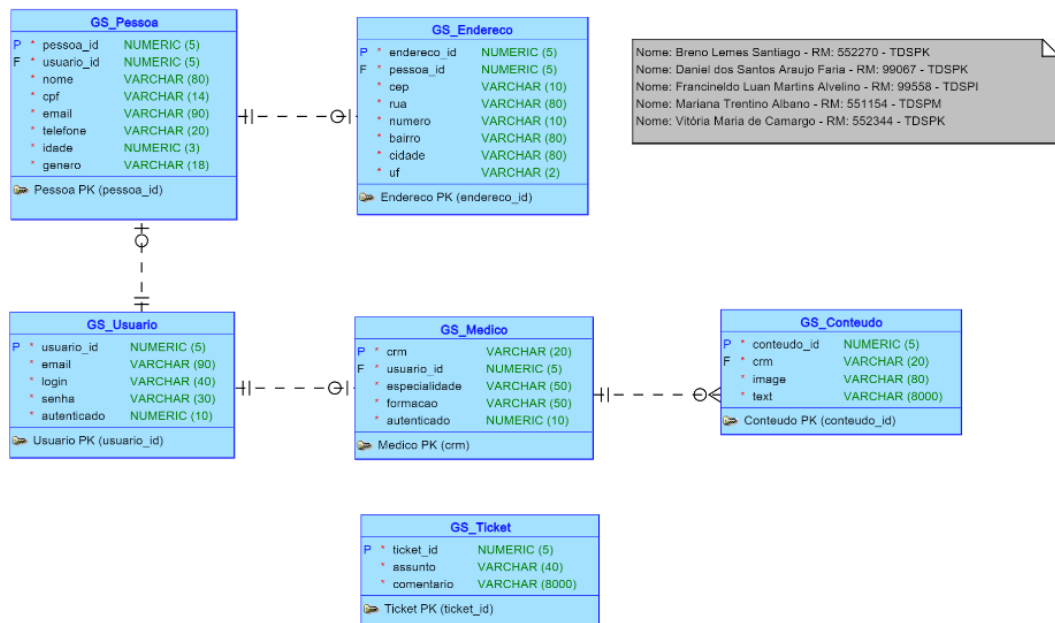 GS_Pessoa
P * pessoa_id NUMERIC (5)
F * usuario_id NUMERIC (5)
* nome VARCHAR (80)
* cpf VARCHAR (14)
* email VARCHAR (90)
* telefone VARCHAR (20)
* idade NUMERIC (3)
* genero VARCHAR (18)
Pessoa PK (pessoa_id)
GS_Endereco
P * endereco_id NUMERIC (5)
F * pessoa_id NUMERIC (5)
* cep VARCHAR (10)
* rua VARCHAR (80)
* numero VARCHAR (10)
* bairro VARCHAR (80)
* cidade VARCHAR (80)
* uf VARCHAR (2)
Endereco PK (endereco_id)
Nome: Breno Lemes Santiago - RM: 552270 - TDSPK
Nome: Daniel dos Santos Araujo Faria - RM: 99067 - TDSPK
Nome: Francineldo Luan Martins Alvelino - RM: 99558 - TDSPI
Nome: Mariana Trentino Albano - RM: 551154 - TDSPM
Nome: Vitória Maria de Camargo - RM: 552344 - TDSPK
GS_Usuario
P * usuario_id NUMERIC (5)
* email VARCHAR (90)
* login VARCHAR (40)
* senha VARCHAR (30)
* autenticado NUMERIC (10)
Usuario PK (usuario_id)
GS_Medico
P * crm VARCHAR (20)
F * usuario_id NUMERIC (5)
* especialidade VARCHAR (50)
* formacao VARCHAR (50)
* autenticado NUMERIC (10)
Medico PK (crm)
GS_Conteudo
P * conteudo_id NUMERIC (5)
F * crm VARCHAR (20)
* image VARCHAR (80)
* text VARCHAR (8000)
Conteudo PK (conteudo_id)
GS_Ticket
P * ticket_id NUMERIC (5)
* assunto VARCHAR (40)
* comentario VARCHAR (8000)
Ticket PK (ticket_id)